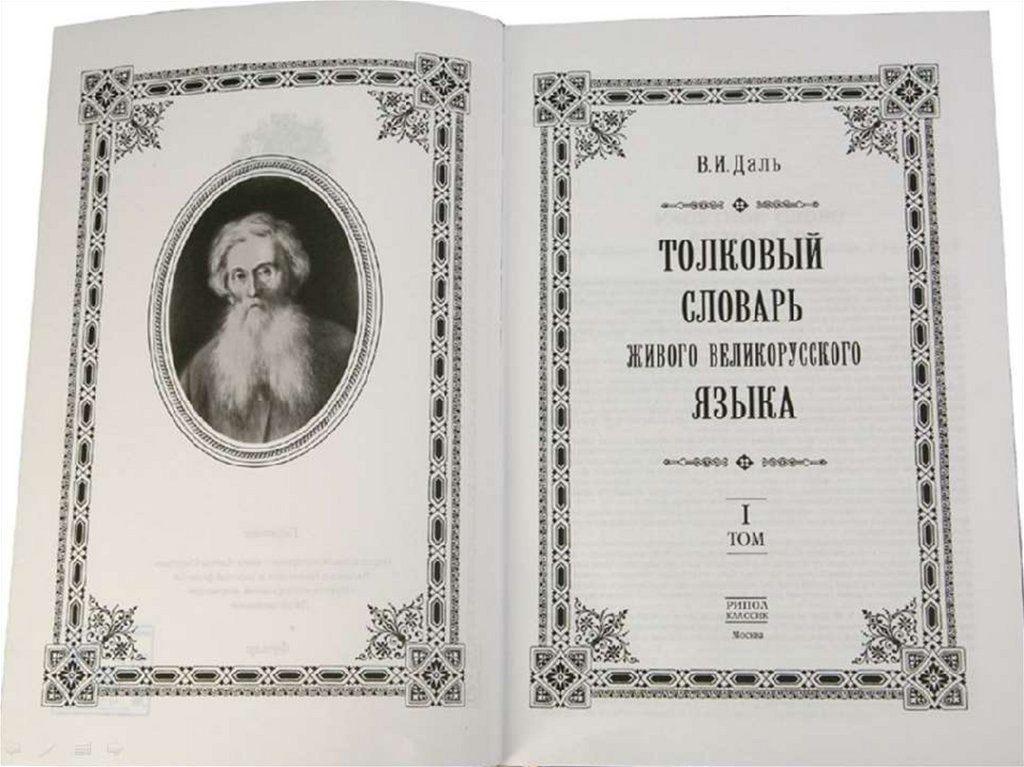 В.И.Даль
ТОЛКОВЫЙ
СЛОВАРЬ
ЖИВОГО ВЕЛИКОРУССКОГО
ЯЗЫКА
I
ТОМ
РИПОЛ
КЛАССИК
Москва